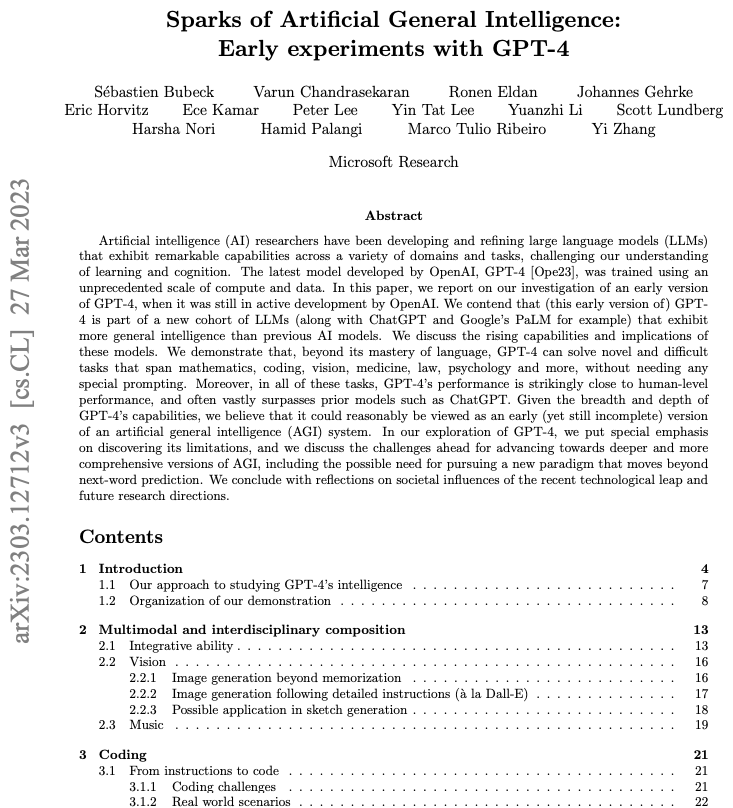 Sparks of Artificial General Intelligence:
Early experiments with GPT-4
Sébastien Bubeck Varun Chandrasekaran Ronen Eldan Johannes Gehrke
Eric Horvitz Ece Kamar Peter Lee Yin Tat Lee Yuanzhi Li Scott Lundberg
Harsha Nori Hamid Palangi Marco Tulio Ribeiro Yi Zhang
Microsoft Research
arXiv:2303.12712v3 [cs.CL] 27 Mar 2023
Abstract
Artificial intelligence (AI) researchers have been developing and refining large language models (LLMs)
that exhibit remarkable capabilities across a variety of domains and tasks, challenging our understanding
of learning and cognition. The latest model developed by OpenAI, GPT-4 [Ope23], was trained using an
unprecedented scale of compute and data. In this paper, we report on our investigation of an early version
of GPT-4, when it was still in active development by OpenAI. We contend that (this early version of) GPT-
4 is part of a new cohort of LLMs (along with ChatGPT and Google's PaLM for example) that exhibit
more general intelligence than previous AI models. We discuss the rising capabilities and implications of
these models. We demonstrate that, beyond its mastery of language, GPT-4 can solve novel and difficult
tasks that span mathematics, coding, vision, medicine, law, psychology and more, without needing any
special prompting. Moreover, in all of these tasks, GPT-4's performance is strikingly close to human-level
performance, and often vastly surpasses prior models such as ChatGPT. Given the breadth and depth of
GPT-4's capabilities, we believe that it could reasonably be viewed as an early (yet still incomplete) version
of an artificial general intelligence (AGI) system. In our exploration of GPT-4, we put special emphasis
on discovering its limitations, and we discuss the challenges ahead for advancing towards deeper and more
comprehensive versions of AGI, including the possible need for pursuing a new paradigm that moves beyond
next-word prediction. We conclude with reflections on societal influences of the recent technological leap and
future research directions.
Contents
1 Introduction 4
1.1 Our approach to studying GPT-4's intelligence . . . . . . . . . . . . . . . . . . . . . . . . . . 7
1.2 Organization of our demonstration . . . . . . . . . . . . . . . . . . . . . . . . . . . . . . . . 8
2 Multimodal and interdisciplinary composition 13
2.1 Integrative ability . . . . . . . . . . . . . . . . . . . . . . . . . . . . . . . . . . . . . . . . 13
2.2 Vision . . . . . . . . . . . . . . . . . . . . . . . . . . . . . . . . . . . . . . . . . . . . . . 16
2.2.1 Image generation beyond memorization . . . . . . . . . . . . . . . . . . . . . . . . . . 16
2.2.2 Image generation following detailed instructions (à la Dall-E) . . . . . . . . . . . . . . 17
2.2.3 Possible application in sketch generation . . . . . . . . . . . . . . . . . . . . . . . . . 18
2.3 Music . . . . . . . . . . . . . . . . . . . . . . . . . . . . . . . . . . . . . . . . . . . . . . 19
3 Coding 21
3.1 From instructions to code . . . . . . . . . . . . . . . . . . . . . . . . . . . . . . . . . . . . 21
3.1.1 Coding challenges . . . . . . . . . . . . . . . . . . . . . . . . . . . . . . . . . . . . . 21
3.1.2 Real world scenarios . . . . . . . . . . . . . . . . . . . . . . . . . . . . . . . . . . . 22